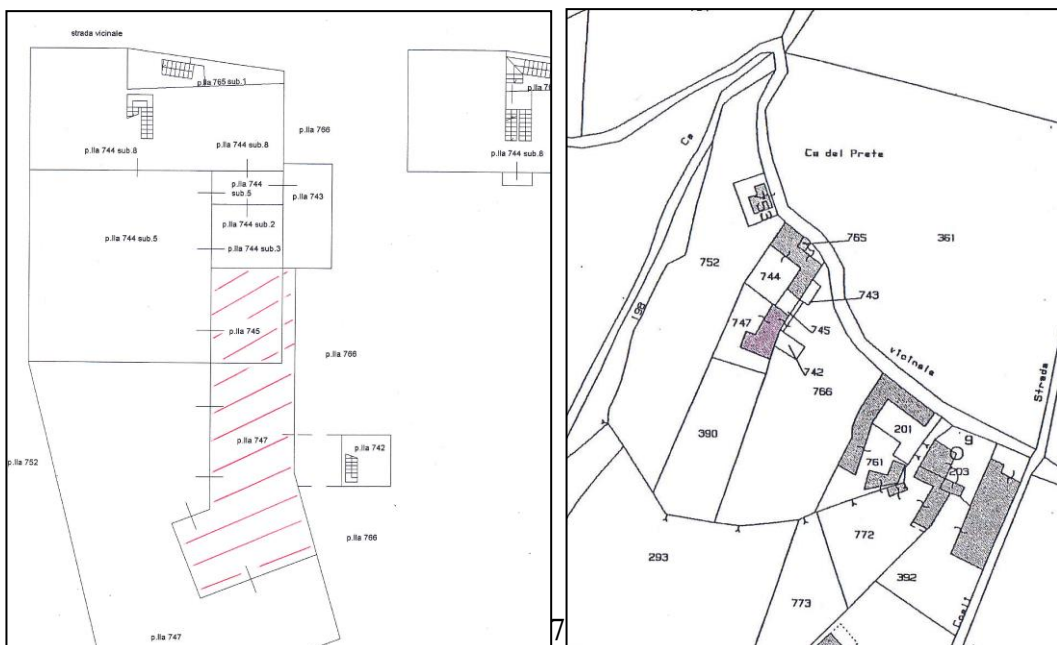 strada vicinale
p.lla 765 sub.1
p.lla 766
p.lla 744 sub.8
p.lla 744 sub.8
p.lla 744 sub.6
p.lla 744
sub.5
p.lla 743
p.lla 744 sub.2
p.lla 744 sub.5
p.lla 744 sub.3
p.lla 745
p.lla 766
p.lla 747
p.lla 742
p.lla 752
p.lla 766
p.lla 747
7
Ca
Ca del Prete
753
765
361
752
744
743
198
747
745
742
vicinale
766
Strada
390
201
9
203
761
772
293
392
773